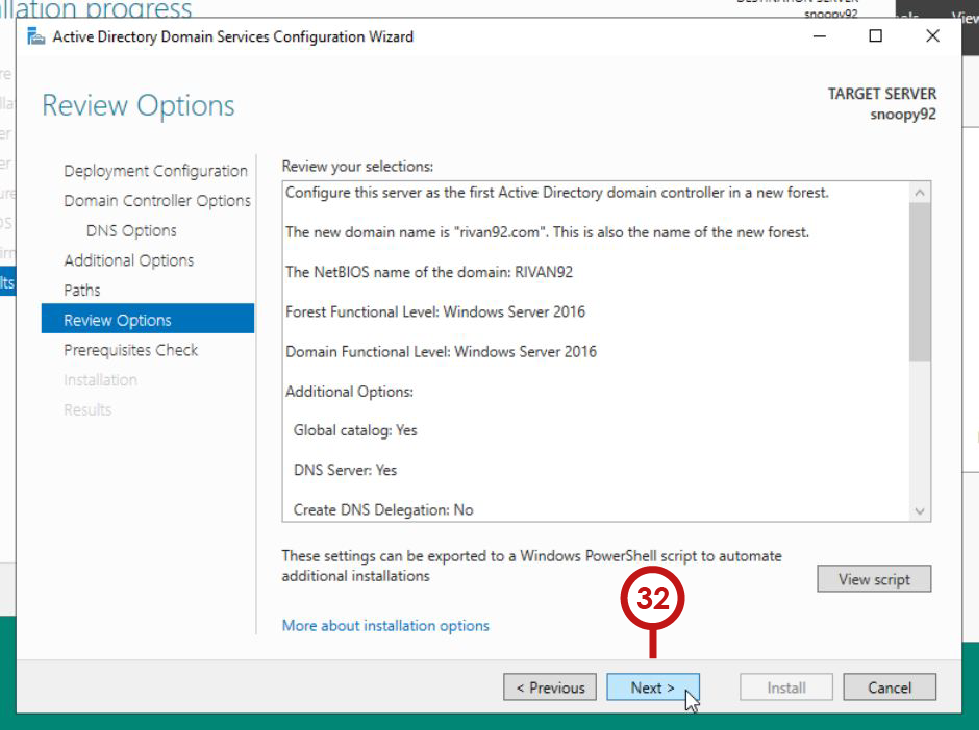 llation progress
snoopy92
View
Active Directory Domain Services Configuration Wizard
Review Options
TARGET SERVER
snoopy92
Deployment Configuration
Domain Controller Options
DNS Options
Additional Options
Paths
Review Options
Prerequisites Check
Installation
Results
Review your selections:
Configure this server as the first Active Directory domain controller in a new forest.
The new domain name is "rivan92.com". This is also the name of the new forest.
The NetBIOS name of the domain: RIVAN92
Forest Functional Level: Windows Server 2016
Domain Functional Level: Windows Server 2016
Additional Options:
Global catalog: Yes
DNS Server: Yes
Create DNS Delegation: No
These settings can be exported to a Windows PowerShell script to automate
additional installations
View script
More about installation options
32
< Previous
Next >
Install
Cancel